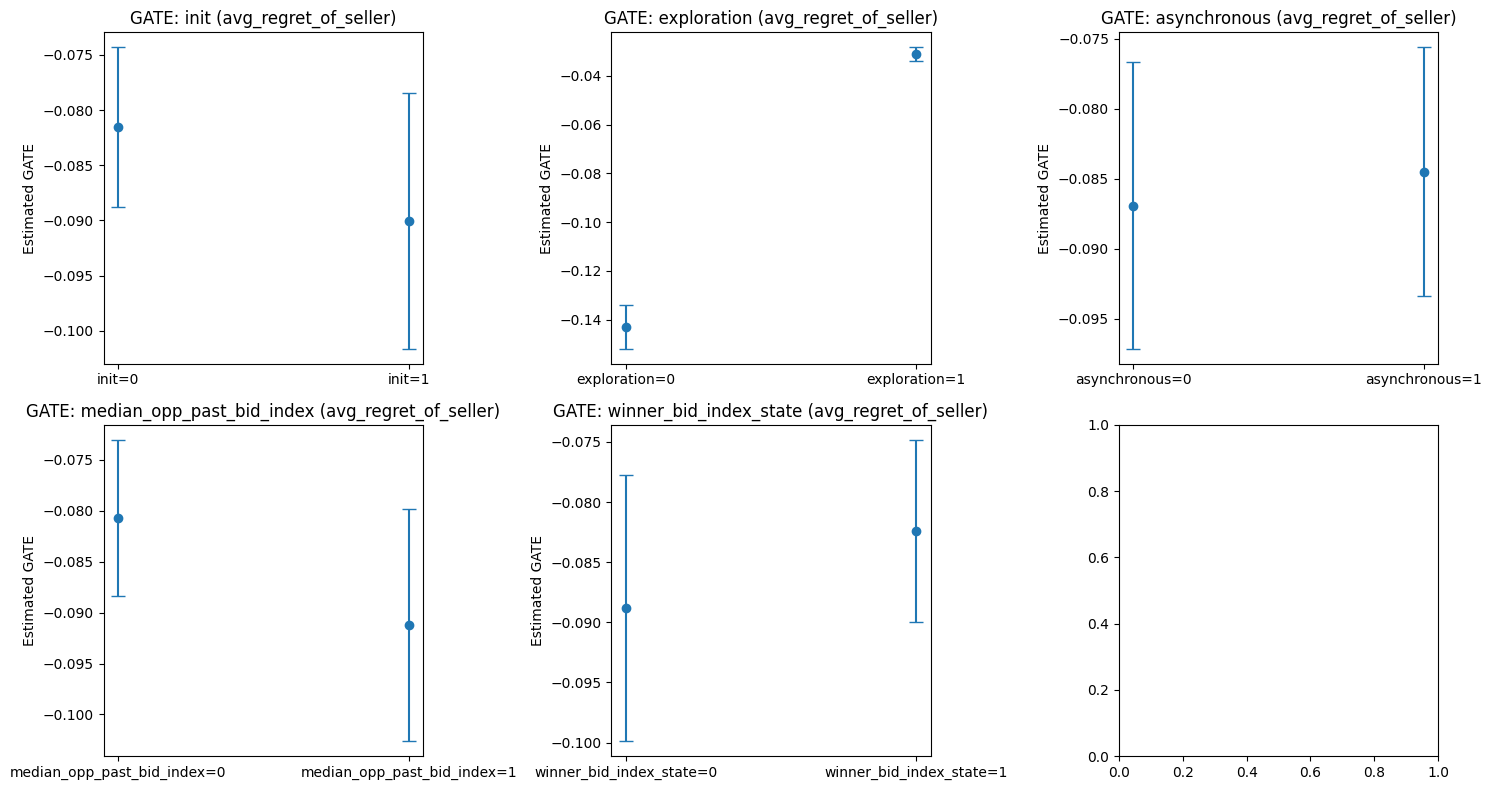 GATE: init (avg_regret_of_seller)
Estimated GATE
−0.075
−0.080
−0.085
−0.090
−0.095
−0.100
init=0
init=1
GATE: exploration (avg_regret_of_seller)
Estimated GATE
−0.04
−0.06
−0.08
−0.10
−0.12
−0.14
exploration=0
exploration=1
GATE: asynchronous (avg_regret_of_seller)
Estimated GATE
−0.075
−0.080
−0.085
−0.090
−0.095
asynchronous=0
asynchronous=1
GATE: median_opp_past_bid_index (avg_regret_of_seller)
Estimated GATE
−0.075
−0.080
−0.085
−0.090
−0.095
−0.100
median_opp_past_bid_index=0
median_opp_past_bid_index=1
GATE: winner_bid_index_state (avg_regret_of_seller)
Estimated GATE
−0.075
−0.080
−0.085
−0.090
−0.095
−0.100
winner_bid_index_state=0
winner_bid_index_state=1
1.0
0.8
0.6
0.4
0.2
0.0
0.0
0.2
0.4
0.6
0.8
1.0